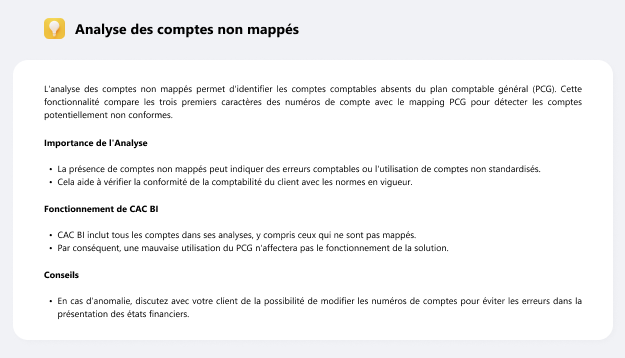 Analyse des comptes non mappés
L'analyse des comptes non mappés permet d'identifier les comptes comptables absents du plan comptable général (PCG). Cette
fonctionnalité compare les trois premiers caractères des numéros de compte avec le mapping PCG pour détecter les comptes
potentiellement non conformes.
Importance de l'Analyse
• La présence de comptes non mappés peut indiquer des erreurs comptables ou l'utilisation de comptes non standardisés.
• Cela aide à vérifier la conformité de la comptabilité du client avec les normes en vigueur.
Fonctionnement de CAC BI
• CAC BI inclut tous les comptes dans ses analyses, y compris ceux qui ne sont pas mappés.
• Par conséquent, une mauvaise utilisation du PCG n'affectera pas le fonctionnement de la solution.
Conseils
• En cas d'anomalie, discutez avec votre client de la possibilité de modifier les numéros de comptes pour éviter les erreurs dans la
présentation des états financiers.